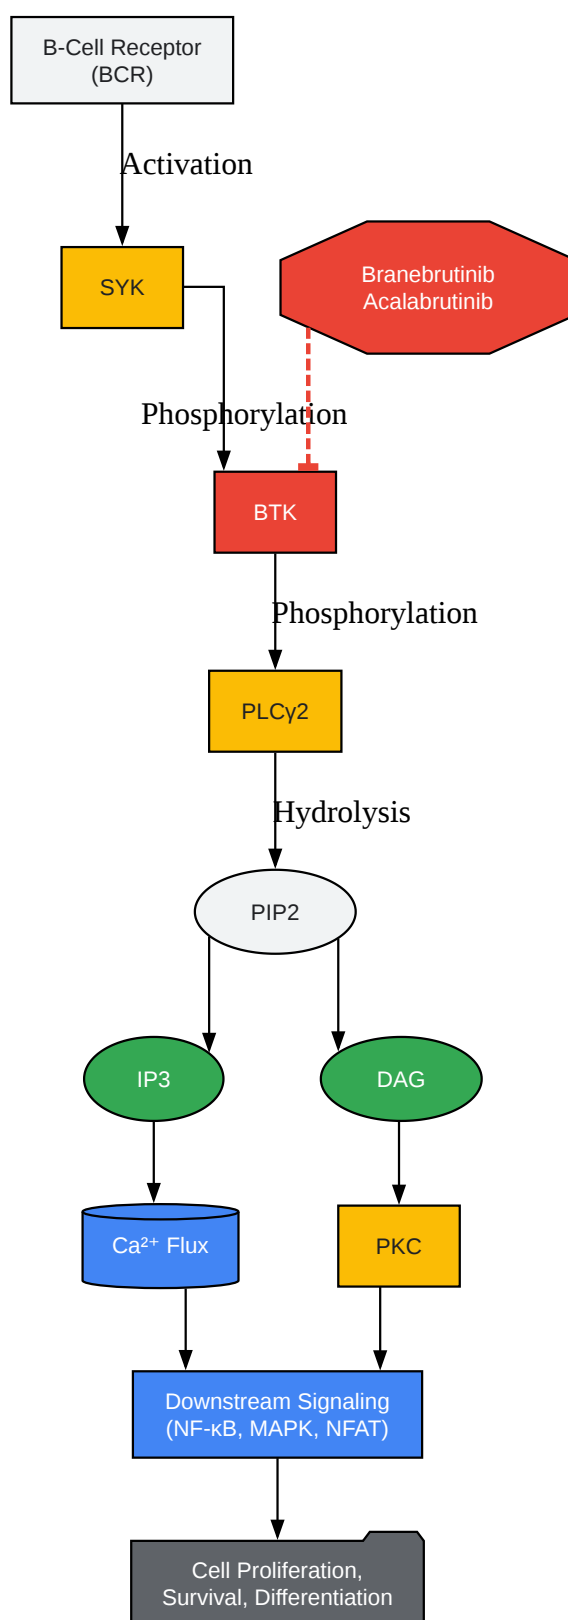 B-Cell Receptor
(BCR)
Activation
SYK
Branebrutinib
Acalabrutinib
Phosphorylation
BTK
Phosphorylation
PLCγ2
Hydrolysis
PIP2
IP3
DAG
Ca²⁺ Flux
PKC
Downstream Signaling
(NF-κB, MAPK, NFAT)
Cell Proliferation,
Survival, Differentiation